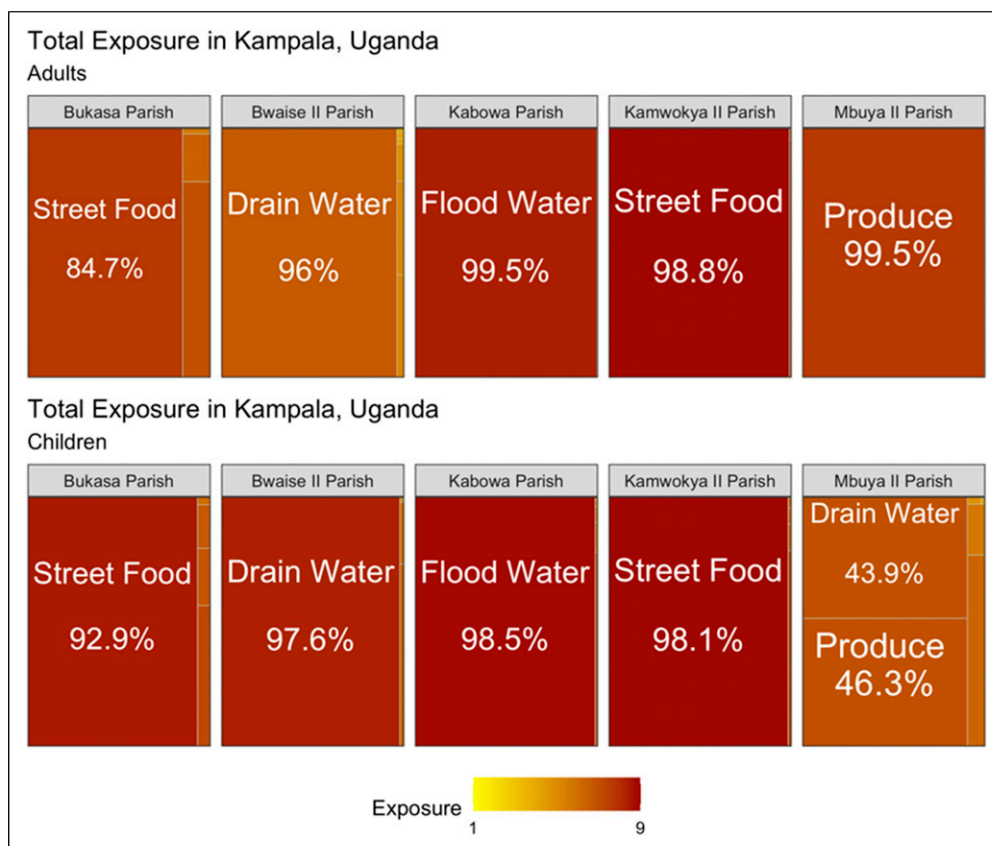 Total Exposure in Kampala, Uganda
Adults
Bukasa Parish
Bwaise II Parish
Kabowa Parish
Kamwokya II Parish
Mbuya II Parish
Street Food
84.7%
Drain Water
96%
Flood Water
99.5%
Street Food
98.8%
Produce
99.5%
Total Exposure in Kampala, Uganda
Children
Bukasa Parish
Bwaise II Parish
Kabowa Parish
Kamwokya II Parish
Mbuya II Parish
Street Food
92.9%
Drain Water
97.6%
Flood Water
98.5%
Street Food
98.1%
Drain Water
43.9%
Produce
46.3%
Exposure
1
9